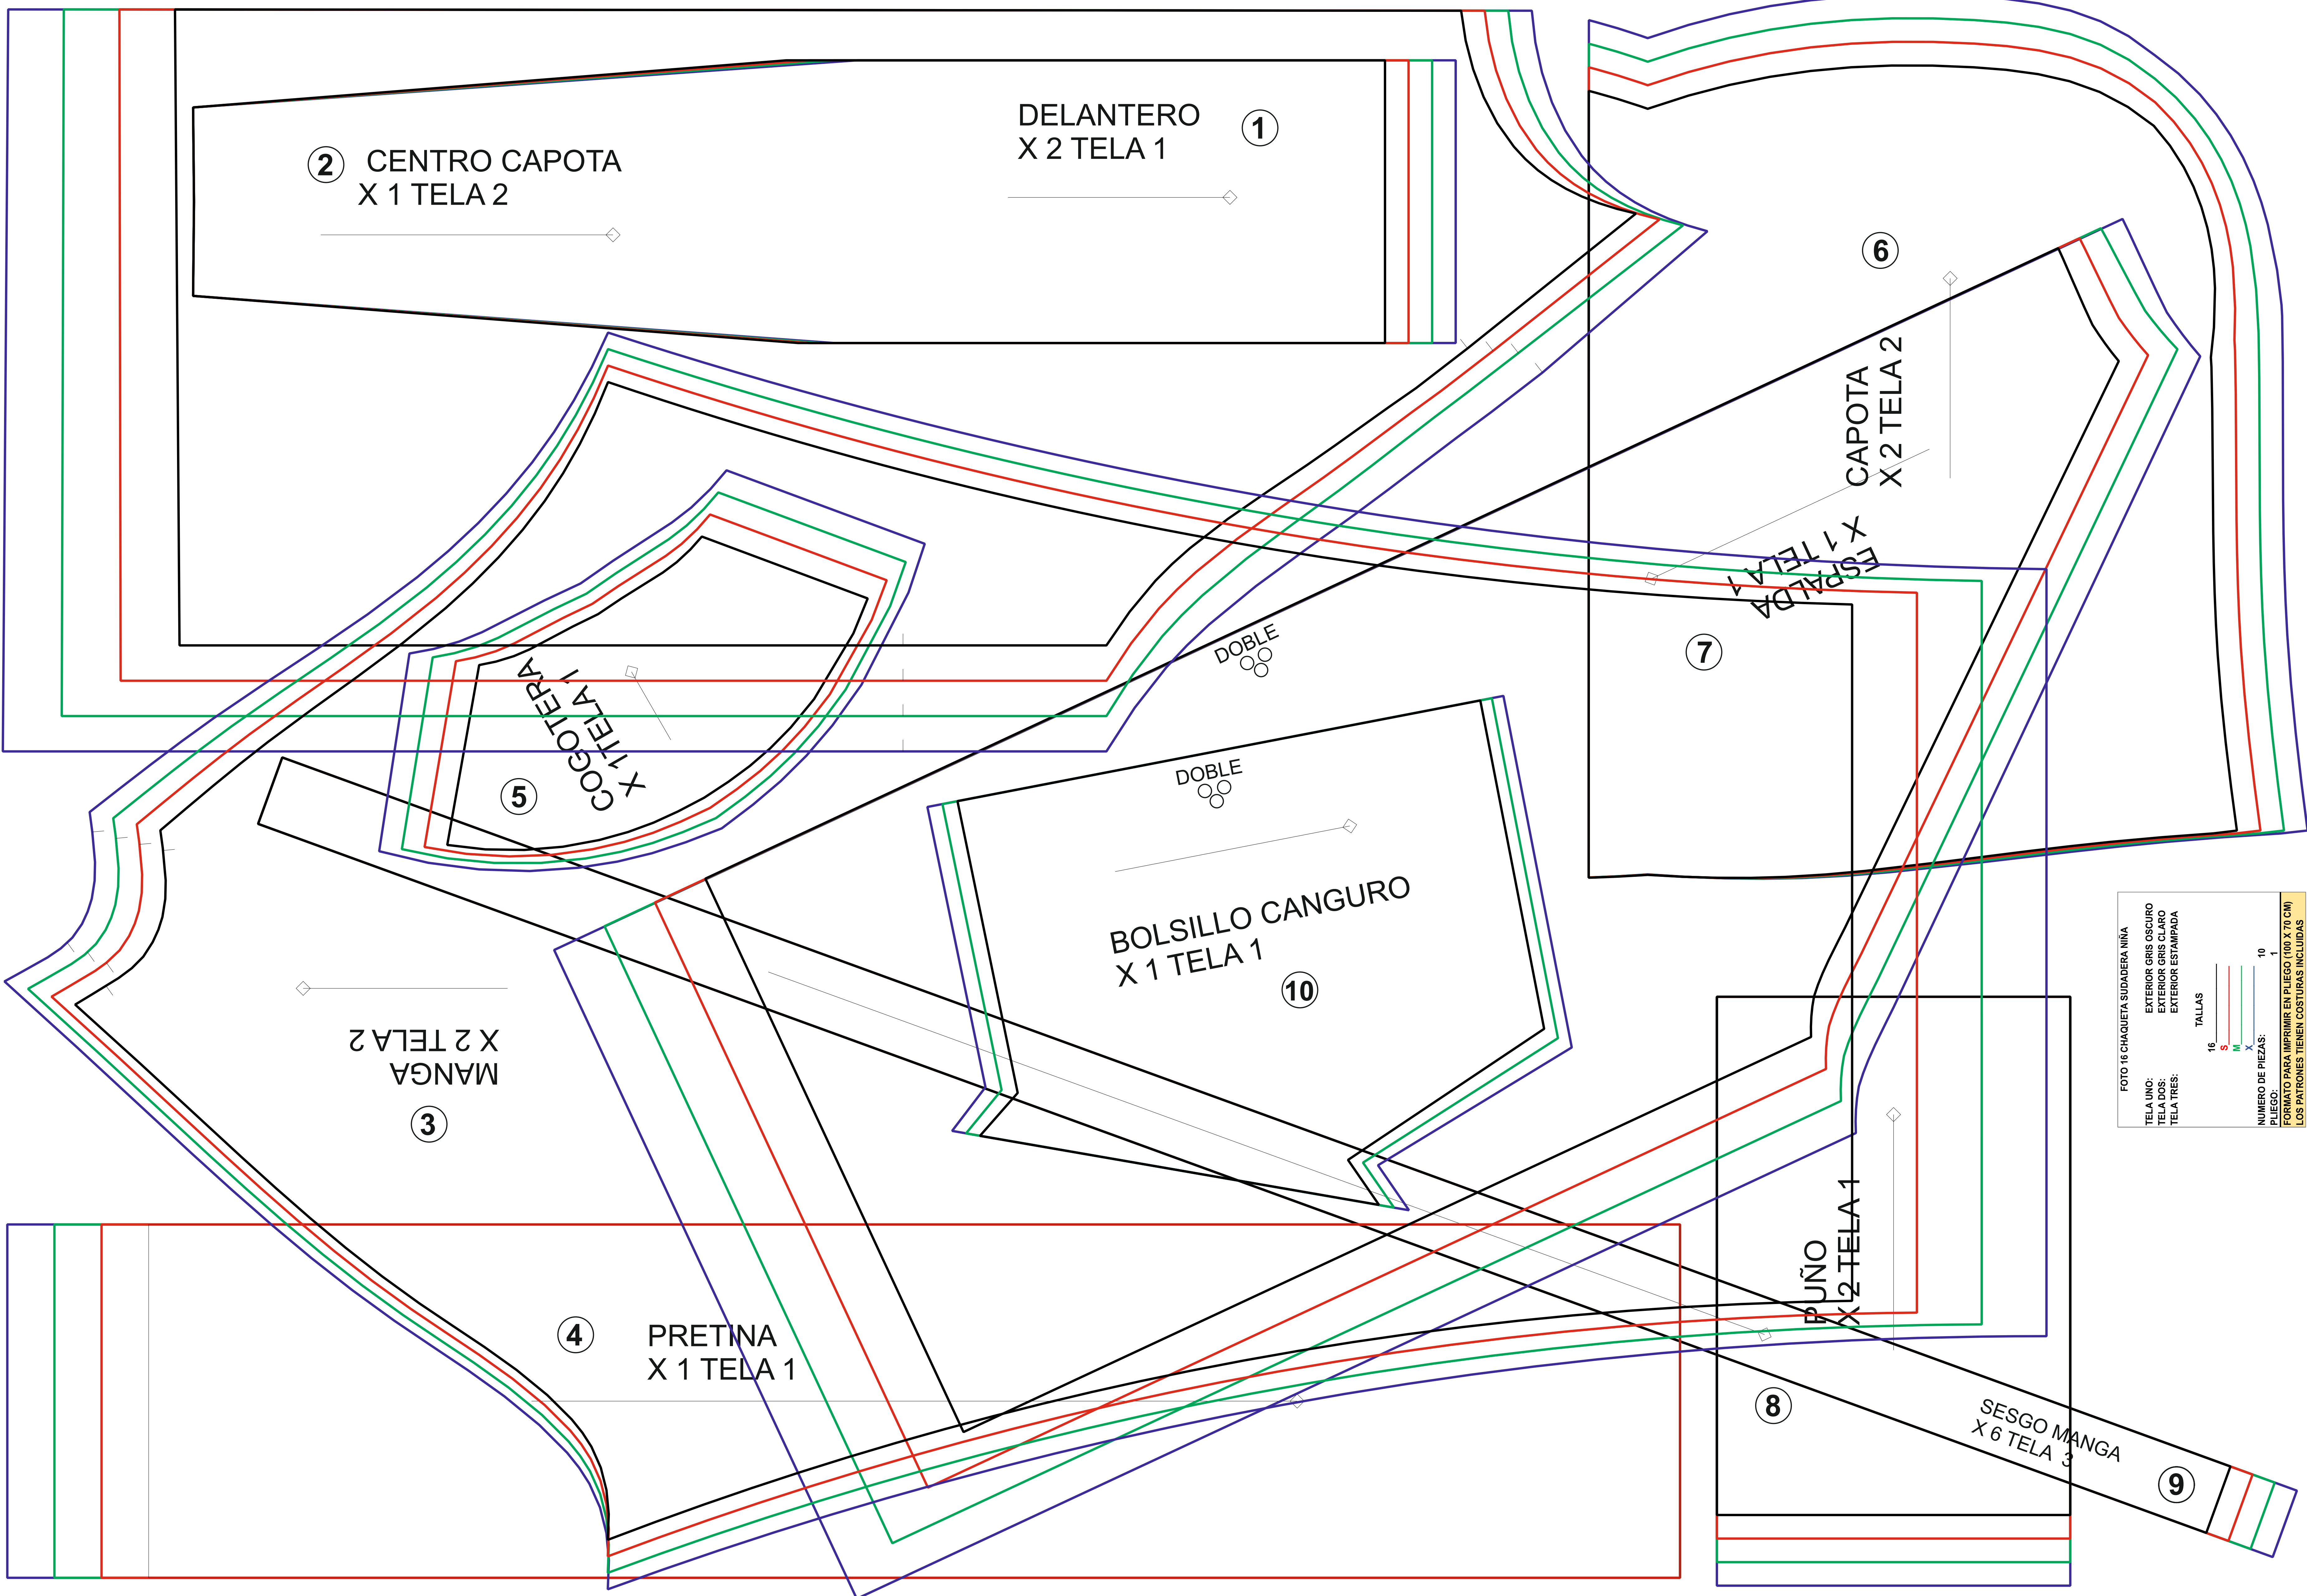 DELANTERO
X 2 TELA 1
1
2 CENTRO CAPOTA
X 1 TELA 2
6
CAPOTA
X 2 TELA 2
ESPALDA
X 1 TELA 1
7
DOBLE
COGOTERA
X 1TELA 1
5
DOBLE
BOLSILLO CANGURO
X 1 TELA 1
10
MANGA
X 2 TELA 2
3
4
PRETINA
X 1 TELA 1
PUÑO
X 2 TELA 1
8
SESGO MANGA
X 6 TELA 3
9
FOTO 16 CHAQUETA SUDADERA NIÑA
TELA UNO: EXTERIOR GRIS OSCURO
TELA DOS: EXTERIOR GRIS CLARO
TELA TRES: EXTERIOR ESTAMPADA
TALLAS
16
S
M
X
NUMERO DE PIEZAS: 10
PLIEGO: 1
FORMATO PARA IMPRIMIR EN PLIEGO (100 X 70 CM)
LOS PATRONES TIENEN COSTURAS INCLUIDAS